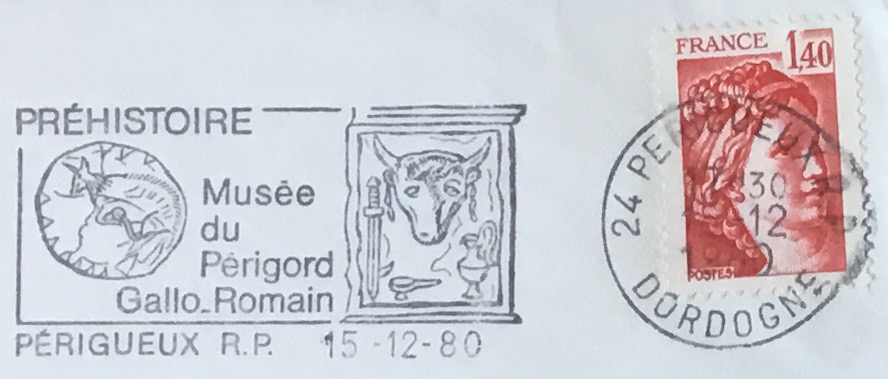 PRÉHISTOIRE
Musée
du
Périgord
Gallo-Romain
PÉRIGUEUX R.P. 15-12-80
FRANCE 1,40
POSTES
24 PERIGUEUX R.P.
30
12
DORDOGNE